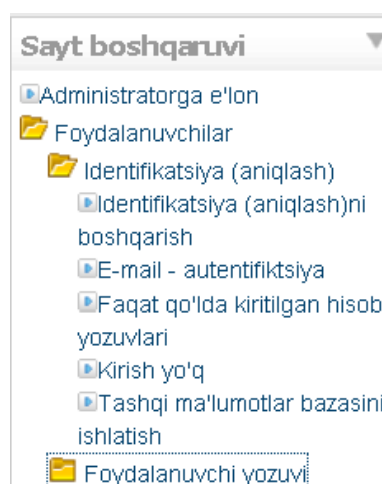 Sayt boshqaruvi
Administratorga e'lon
Foydalanuvchilar
Identifikatsiya (aniqlash)
Identifikatsiya (aniqlash)ni
boshqarish
E-mail - autentifiktsiya
Faqat qo'lda kiritilgan hisob
yozuvlari
Kirish yo'q
Tashqi ma'lumotlar bazasini
ishlatish
Foydalanuvchi yozuvi